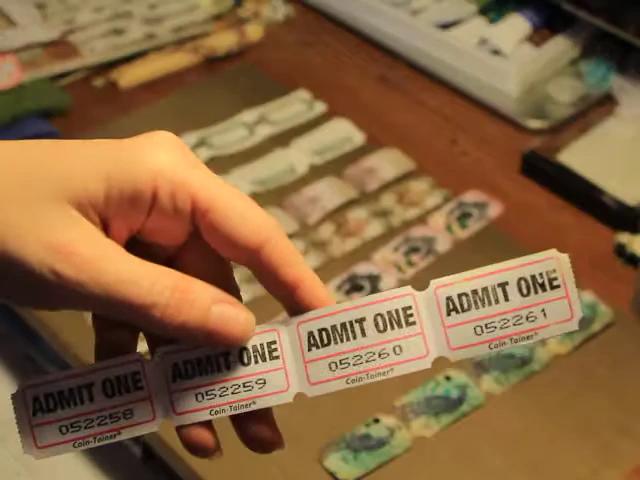 ADMIT ONE
052258
Coin-Tainer®
ADMIT ONE
052259
Coin-Tainer®
ADMIT ONE
052260
Coin-Tainer®
ADMIT ONE
052261
Coin-Tainer®